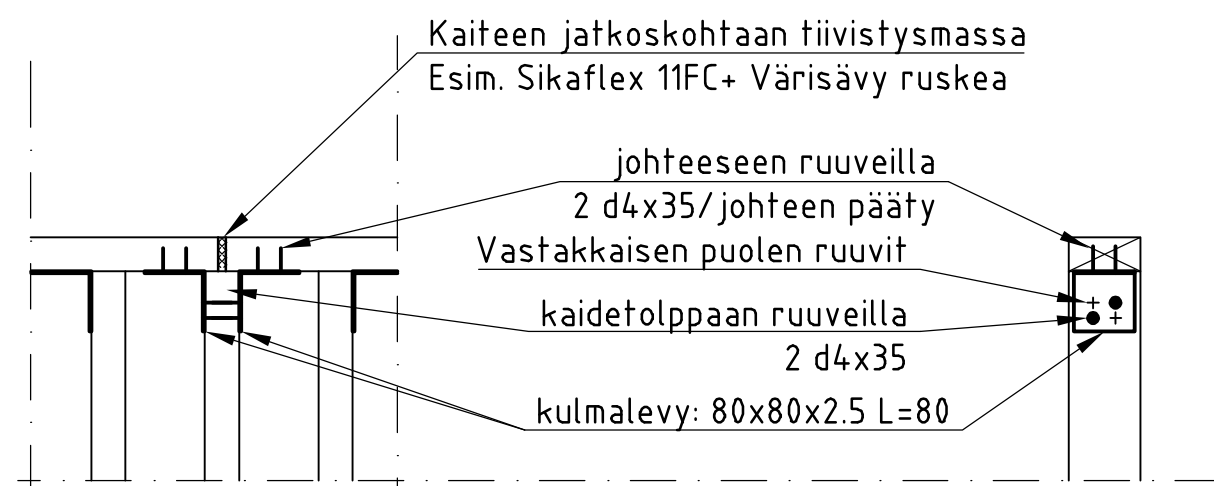 Kaiteen jatkoskohtaan tiivistysmassa
Esim. Sikaflex 11FC+ Värisävy ruskea
johteeseen ruuveilla
2 d4x35/johteen pääty
Vastakkaisen puolen ruuvit
kaidetolppaan ruuveilla
2 d4x35
kulmalevy: 80x80x2.5 L=80